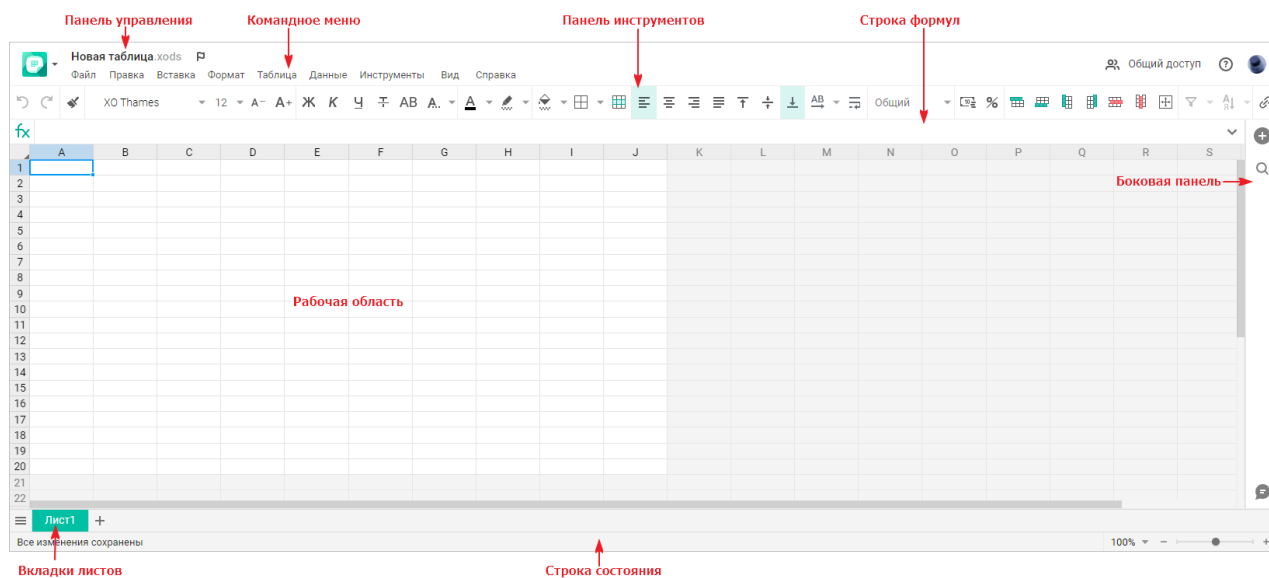 Панель управления Командное меню Панель инструментов Строка формул
Новая таблица.xods
Файл Правка Вставка Формат Таблица Данные Инструменты Вид Справка
Общий доступ ?
XO Thames 12 A− A+ Ж К Ч Т АВ А.. А АВ Общий %
fx
A B C D E F G H I J K L M N O P Q R S
1
2
Боковая панель
3
4
5
6
7
8
9
Рабочая область
10
11
12
13
14
15
16
17
18
19
20
21
22
Лист1 +
Все изменения сохранены 100% − +
Вкладки листов Строка состояния